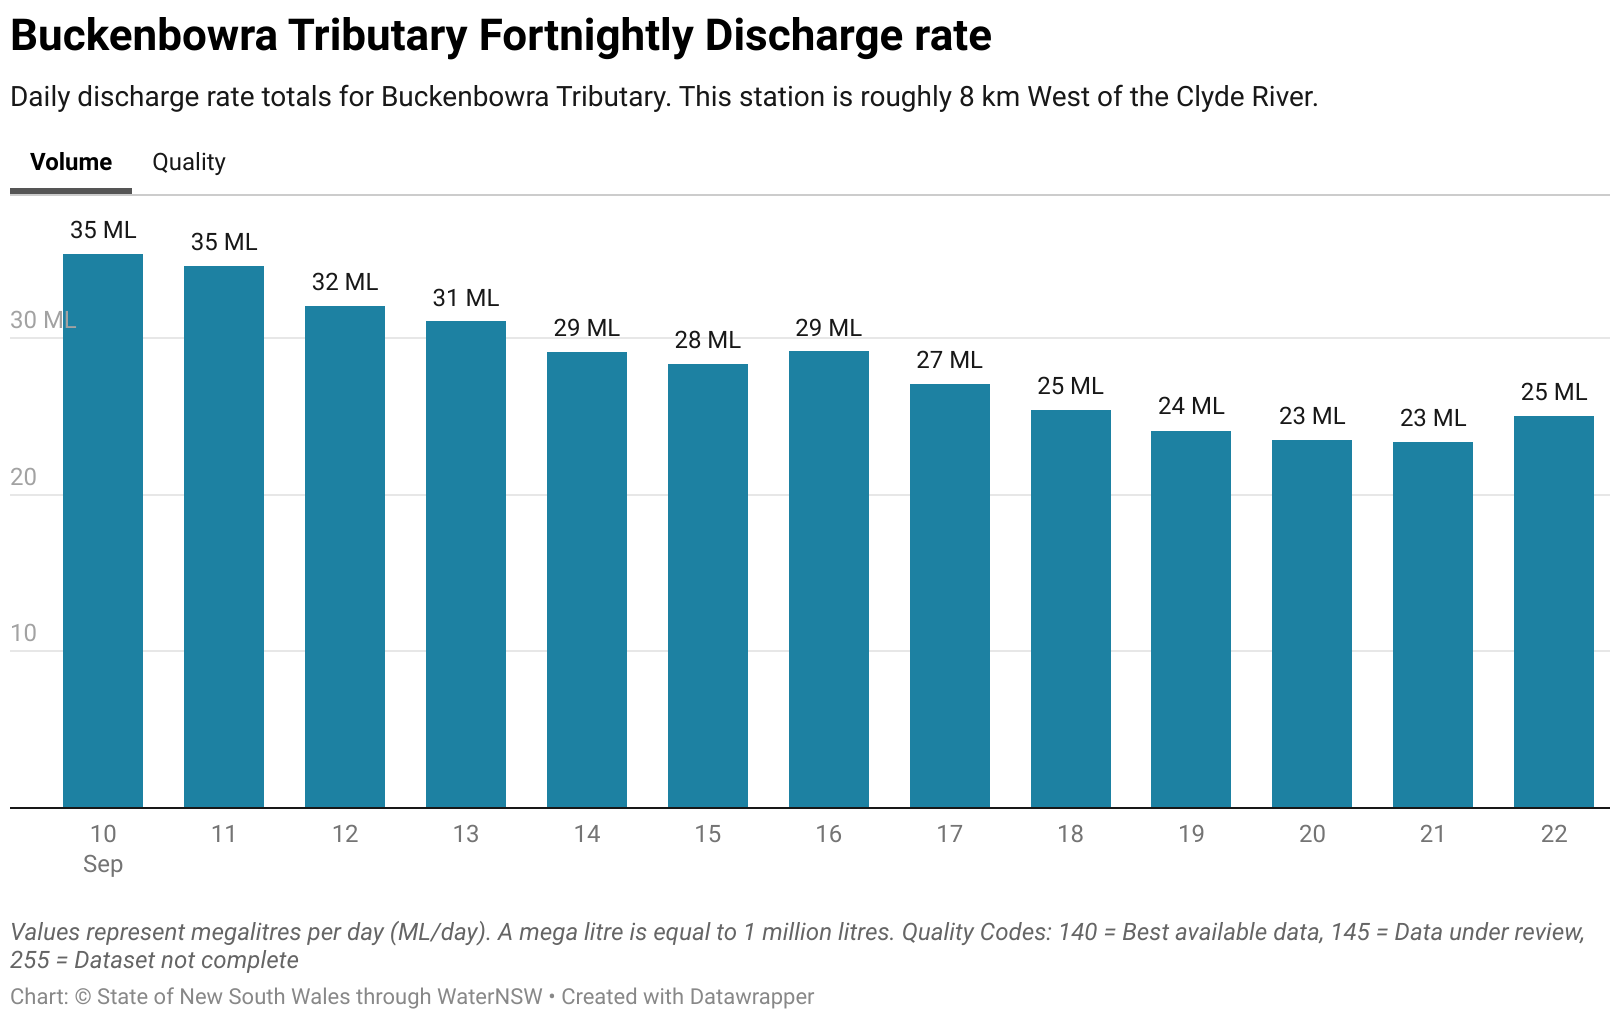 Buckenbowra Tributary Fortnightly Discharge rate
Daily discharge rate totals for Buckenbowra Tributary. This station is roughly 8 km West of the Clyde River.
Volume Quality
35 ML 35 ML 32 ML 31 ML 29 ML 28 ML 29 ML 27 ML 25 ML 24 ML 23 ML 23 ML 25 ML
30 ML
20
10
10 11 12 13 14 15 16 17 18 19 20 21 22
Sep
Values represent megalitres per day (ML/day). A mega litre is equal to 1 million litres. Quality Codes: 140 = Best available data, 145 = Data under review,
255 = Dataset not complete
Chart: © State of New South Wales through WaterNSW • Created with Datawrapper